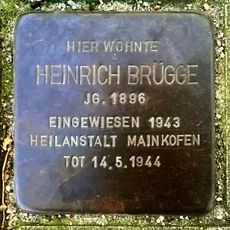 HIER WOHNTE
HEINRICH BRÜGGE
JG. 1896
EINGEWIESEN 1943
HEILANSTALT MAINKOFEN
TOT 14.5.1944